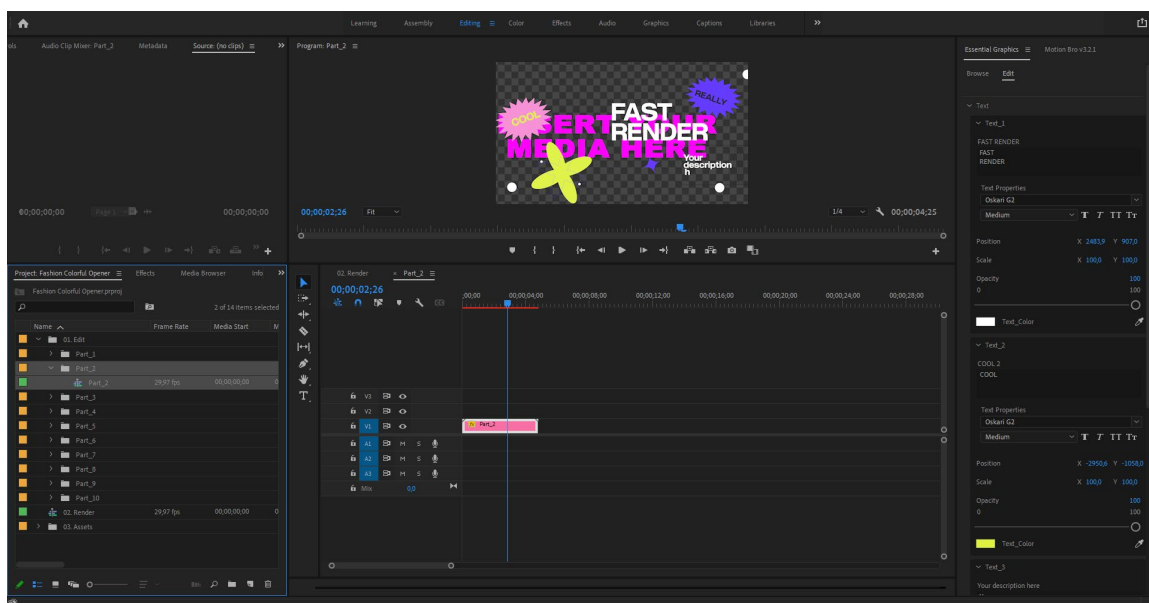 Learning Assembly Editing Color Effects Audio Graphics Captions Libraries
Audio Clip Mixer: Part_2 Metadata Source: (no clips)
00;00;00;00 Page 1 00;00;00;00
Program: Part_2
COOL
REALLY
FAST
RENDER
MEDIA HERE
Your
description
h
00;00;02;26 Fit 1/4 00;00;04;25
Essential Graphics Motion Bro v3.2.1
Browse Edit
Text
Text_1
FAST RENDER
FAST
RENDER
Text Properties
Oskari G2
Medium T T TT Tr
Position X 2483,9 Y 907,0
Scale X 100,0 Y 100,0
Opacity 100
0 100
Text_Color
Text_2
COOL 2
COOL
Text Properties
Oskari G2
Medium T T TT Tr
Position X -2950,6 Y -1058,0
Scale X 100,0 Y 100,0
Opacity 100
0 100
Text_Color
Text_3
Your description here
Project: Fashion Colorful Opener Effects Media Browser Info
Fashion Colorful Opener.prproj
2 of 14 items selected
Name Frame Rate Media Start M
01. Edit
Part_1
Part_2
Part_2 29,97 fps 00;00;00;00 0
Part_3
Part_4
Part_5
Part_6
Part_7
Part_8
Part_9
Part_10
02. Render 29,97 fps 00;00;00;00 0
03. Assets
02. Render × Part_2
00;00;02;26
;00;00 00;00;04;00 00;00;08;00 00;00;12;00 00;00;16;00 00;00;20;00 00;00;24;00 00;00;28;00
T
V3
V2
V1 fx Part_2
A1 M S
A2 M S
A3 M S
Mix 0,0